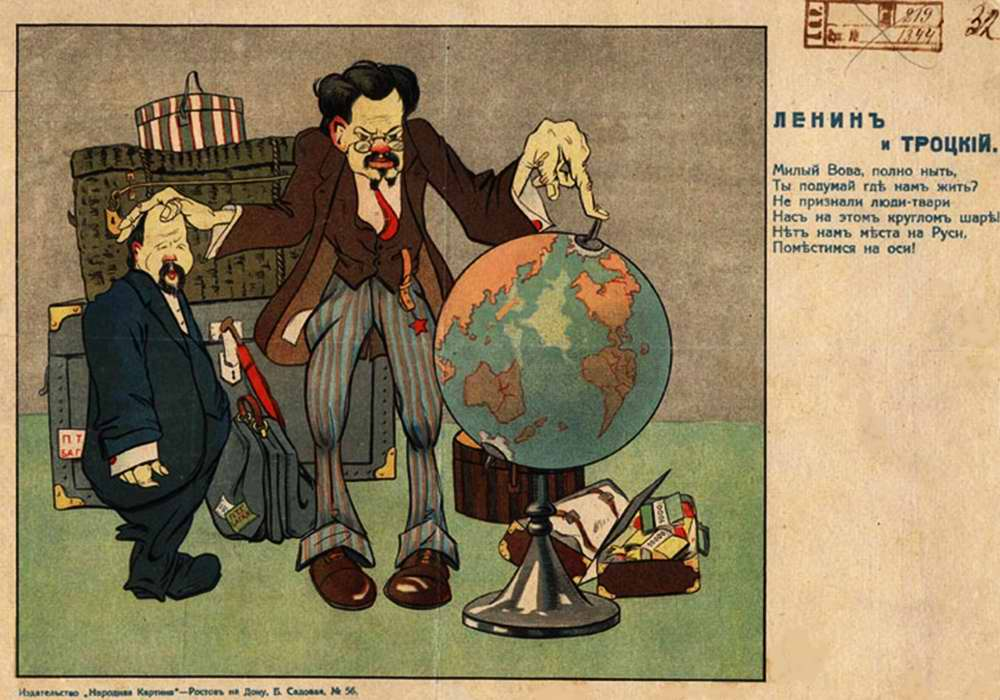 219
1344
32
ЛЕНИНЪ
и ТРОЦКІЙ.
Милый Вова, полно ныть,
Ты подумай гдѣ намъ жить?
Не признали люди-твари
Насъ на этомъ кругломъ шарѣ!
Нѣтъ намъ мѣста на Руси,
Помѣстимся на оси!
П. Т.
БАГ
1000
Издательство „Народная Картина“—Ростовъ на Дону, Б. Садовая, № 56.